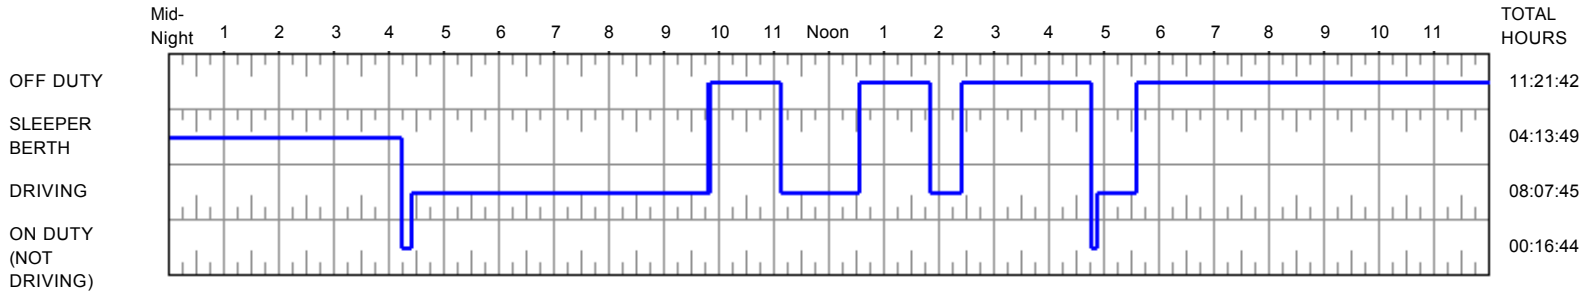 Mid-
Night 1 2 3 4 5 6 7 8 9 10 11 Noon 1 2 3 4 5 6 7 8 9 10 11
TOTAL
HOURS
OFF DUTY 11:21:42
SLEEPER
BERTH 04:13:49
DRIVING 08:07:45
ON DUTY
(NOT 00:16:44
DRIVING)